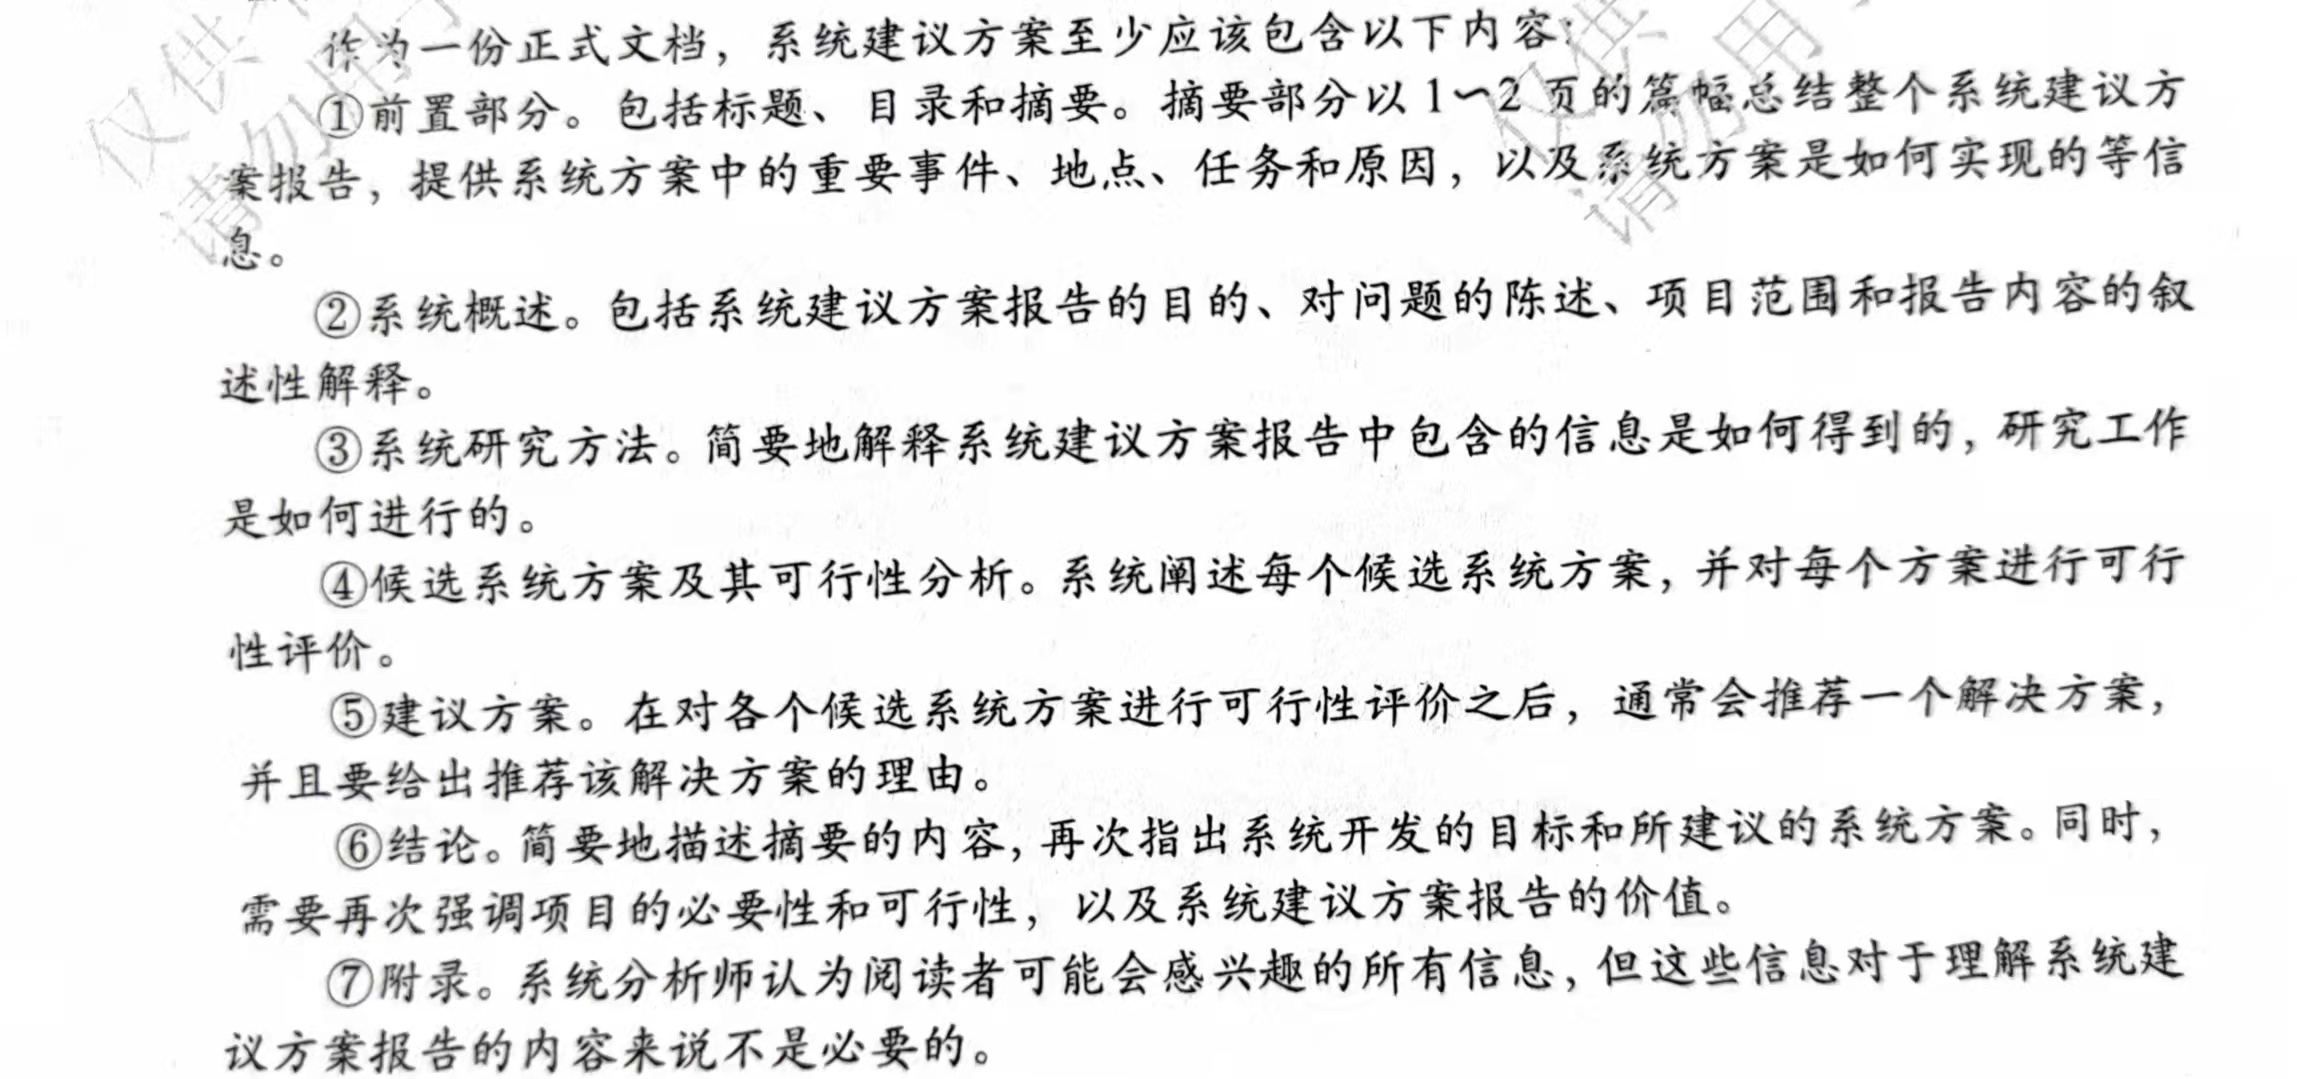 作为一份正式文档，系统建议方案至少应该包含以下内容：
①前置部分。包括标题、目录和摘要。摘要部分以1～2页的篇幅总结整个系统建议方
案报告，提供系统方案中的重要事件、地点、任务和原因，以及系统方案是如何实现的等信
息。
②系统概述。包括系统建议方案报告的目的、对问题的陈述、项目范围和报告内容的叙
述性解释。
③系统研究方法。简要地解释系统建议方案报告中包含的信息是如何得到的，研究工作
是如何进行的。
④候选系统方案及其可行性分析。系统阐述每个候选系统方案，并对每个方案进行可行
性评价。
⑤建议方案。在对各个候选系统方案进行可行性评价之后，通常会推荐一个解决方案，
并且要给出推荐该解决方案的理由。
⑥结论。简要地描述摘要的内容，再次指出系统开发的目标和所建议的系统方案。同时，
需要再次强调项目的必要性和可行性，以及系统建议方案报告的价值。
⑦附录。系统分析师认为阅读者可能会感兴趣的所有信息，但这些信息对于理解系统建
议方案报告的内容来说不是必要的。
仅供
请勿用
仅供
请勿用